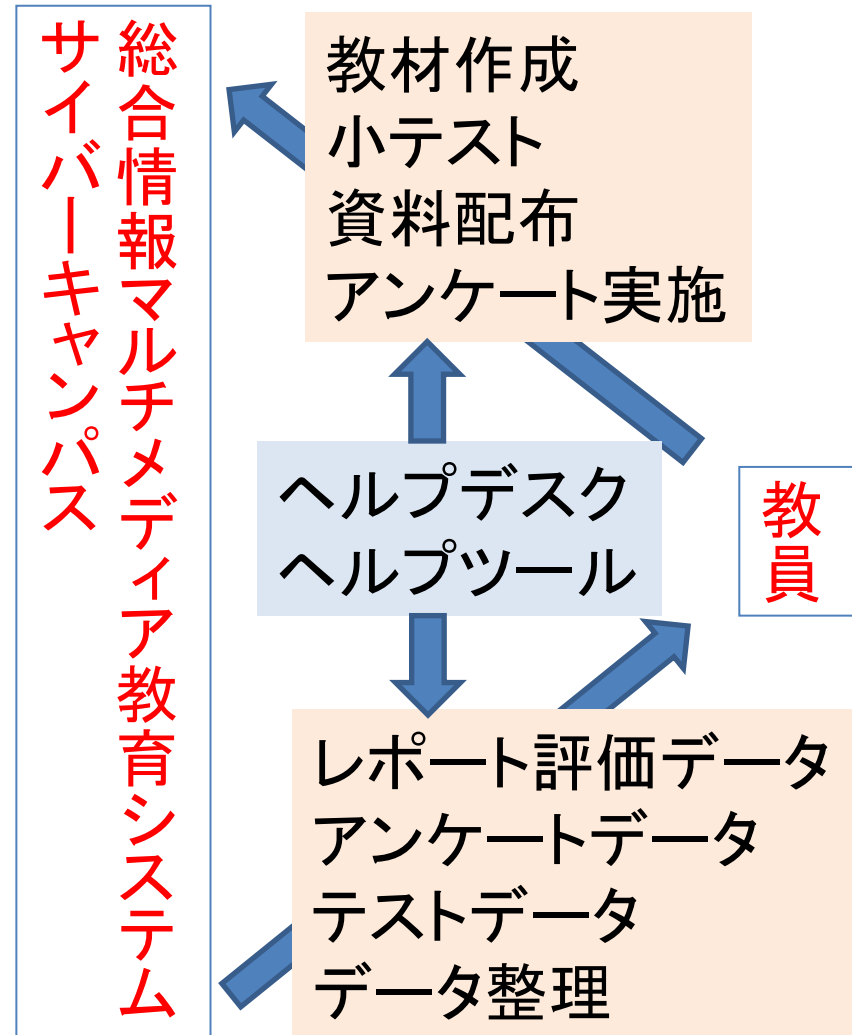 総合情報マルチメディア教育システム
サイバーキャンパス
教材作成
小テスト
資料配布
アンケート実施
ヘルプデスク
ヘルプツール
教員
レポート評価データ
アンケートデータ
テストデータ
データ整理